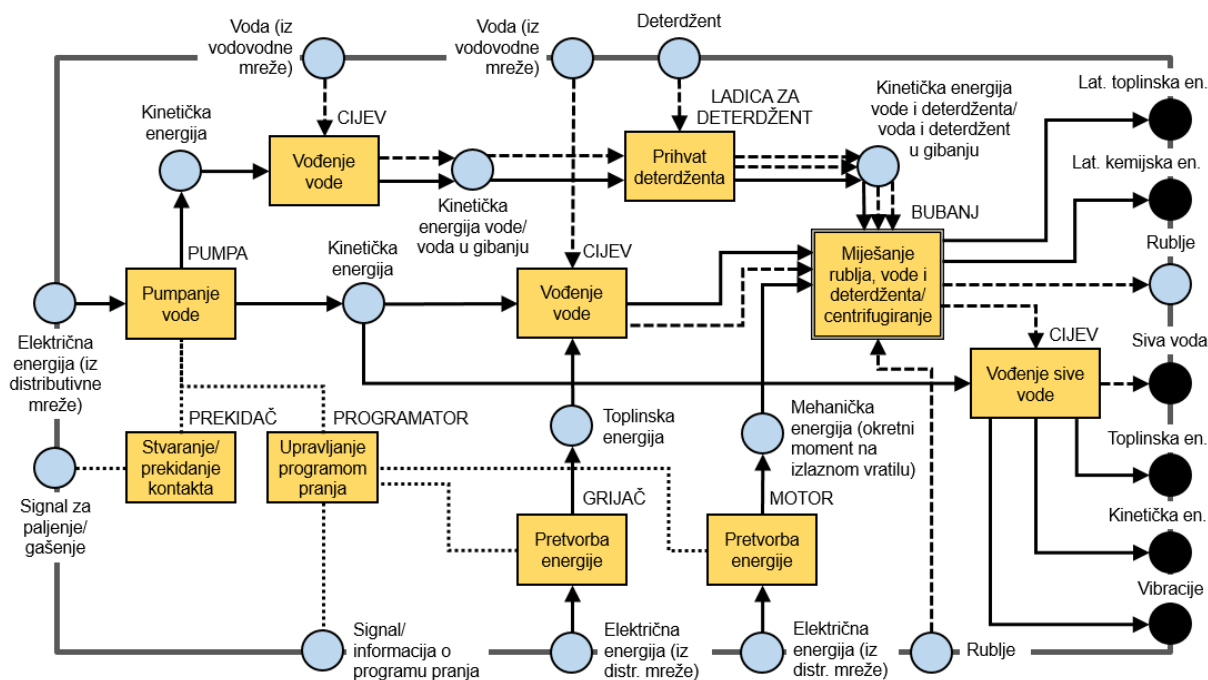 Voda (iz
vodovodne
mreže)
Voda (iz
vodovodne
mreže)
Deterdžent
Kinetička
energija
CIJEV
Vođenje
vode
Kinetička
energija vode/
voda u gibanju
LADICA ZA
DETERDŽENT
Prihvat
deterdženta
Kinetička energija
vode i deterdženta/
voda i deterdžent
u gibanju
Lat. toplinska en.
Lat. kemijska en.
Rublje
Siva voda
Toplinska en.
Kinetička en.
Vibracije
PUMPA
Pumpanje
vode
Kinetička
energija
CIJEV
Vođenje
vode
BUBANJ
Miješanje
rublja, vode i
deterdženta/
centrifugiranje
CIJEV
Vođenje sive
vode
Električna
energija (iz
distributivne
mreže)
PREKIDAČ
Stvaranje/
prekidanje
kontakta
PROGRAMATOR
Upravljanje
programom
pranja
Toplinska
energija
Mehanička
energija (okretni
moment na
izlaznom vratilu)
Signal za
paljenje/
gašenje
GRIJAČ
Pretvorba
energije
MOTOR
Pretvorba
energije
Signal/
informacija o
programu pranja
Električna
energija (iz
distr. mreže)
Električna
energija (iz
distr. mreže)
Rublje